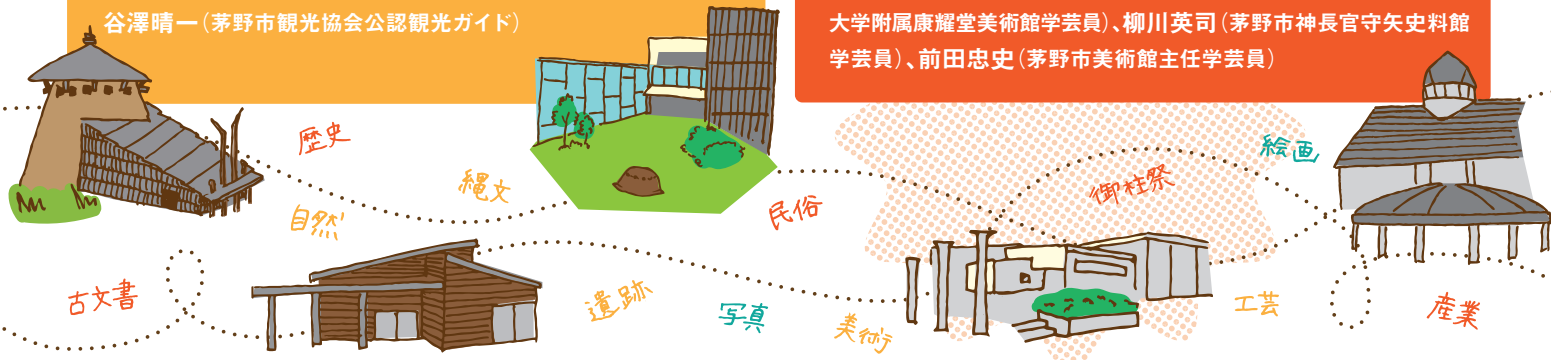 谷澤晴一(茅野市観光協会公認観光ガイド)
大学附属康耀堂美術館学芸員)、柳川英司(茅野市神長官守矢史料館
学芸員)、前田忠史(茅野市美術館主任学芸員)
歴史
縄文
自然
民俗
御柱祭
絵画
古文書
遺跡
写真
美術
工芸
産業